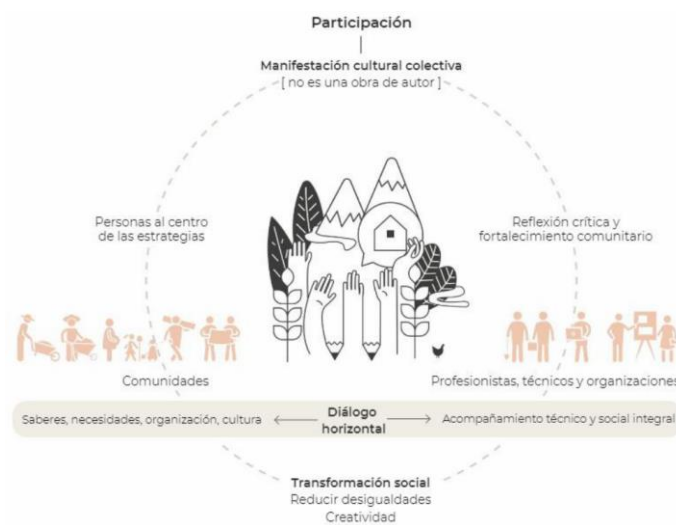 Participación
Manifestación cultural colectiva
[ no es una obra de autor ]
Personas al centro
de las estrategias
Reflexión crítica y
fortalecimiento comunitario
Comunidades
Profesionistas, técnicos y organizaciones
Saberes, necesidades, organización, cultura
Diálogo
horizontal
Acompañamiento técnico y social integral
Transformación social
Reducir desigualdades
Creatividad